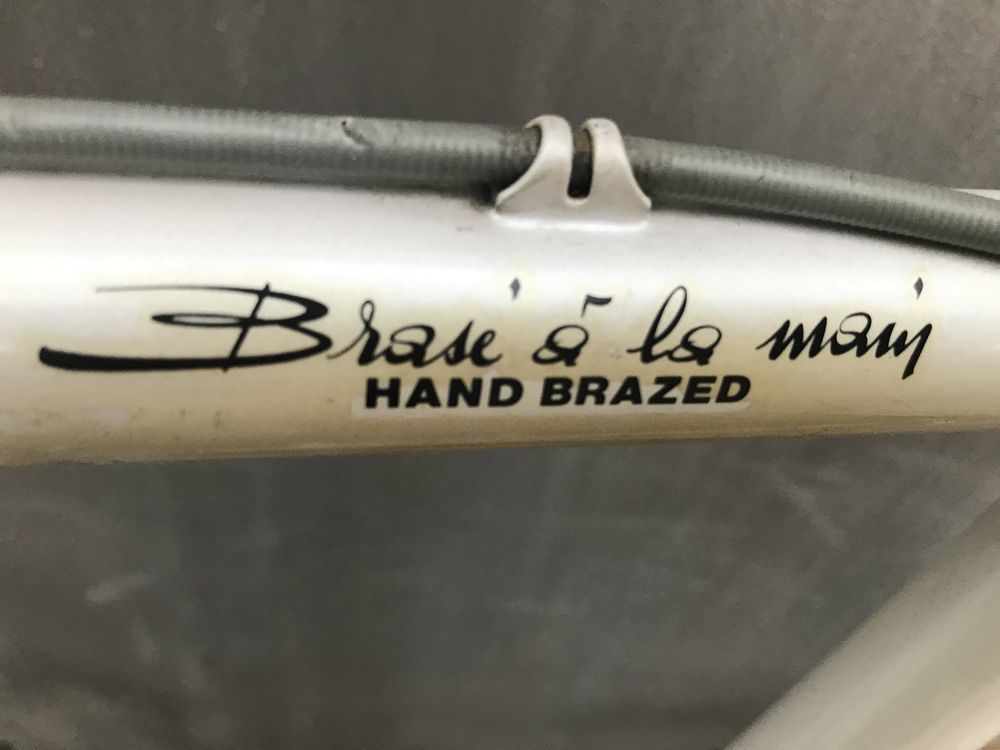 Brasé à la main
HAND BRAZED